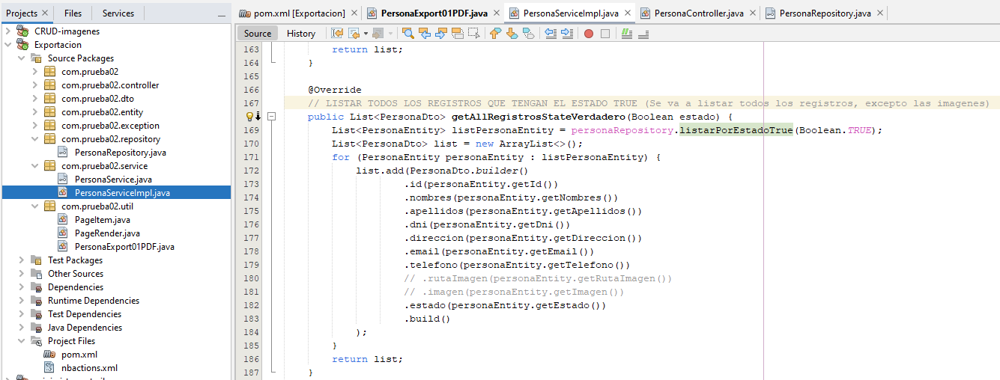 Projects
Files
Services
CRUD-imagenes
Exportacion
Source Packages
com.prueba02
com.prueba02.controller
com.prueba02.dto
com.prueba02.entity
com.prueba02.exception
com.prueba02.repository
PersonaRepository.java
com.prueba02.service
PersonaService.java
PersonaServiceImpl.java
com.prueba02.util
PageItem.java
PageRender.java
PersonaExport01PDF.java
Test Packages
Other Sources
Dependencies
Runtime Dependencies
Test Dependencies
Java Dependencies
Project Files
pom.xml
nbactions.xml
pom.xml [Exportacion]
PersonaExport01PDF.java
PersonaServiceImpl.java
PersonaController.java
PersonaRepository.java
Source
History
163 return list;
164 }
165
166 @Override
167 // LISTAR TODOS LOS REGISTROS QUE TENGAN EL ESTADO TRUE (Se va a listar todos los registros, excepto las imagenes)
public List<PersonaDto> getAllRegistrosStateVerdadero(Boolean estado) {
169 List<PersonaEntity> listPersonaEntity = personaRepository.listarPorEstadoTrue(Boolean.TRUE);
170 List<PersonaDto> list = new ArrayList<>();
171 for (PersonaEntity personaEntity : listPersonaEntity) {
172 list.add(PersonaDto.builder()
173 .id(personaEntity.getId())
174 .nombres(personaEntity.getNombres())
175 .apellidos(personaEntity.getApellidos())
176 .dni(personaEntity.getDni())
177 .direccion(personaEntity.getDireccion())
178 .email(personaEntity.getEmail())
179 .telefono(personaEntity.getTelefono())
180 // .rutaImagen(personaEntity.getRutaImagen())
181 // .imagen(personaEntity.getImagen())
182 .estado(personaEntity.getEstado())
183 .build()
184 );
185 }
186 return list;
187 }